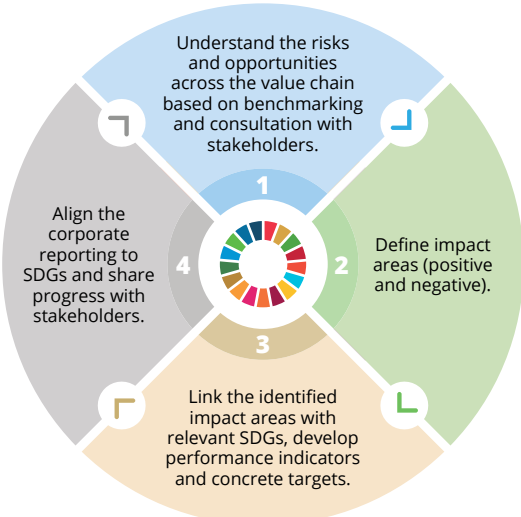 Understand the risks
and opportunities
across the value chain
based on benchmarking
and consultation with
stakeholders.
1
2
Define impact
areas (positive
and negative).
3
Link the identified
impact areas with
relevant SDGs, develop
performance indicators
and concrete targets.
4
Align the
corporate
reporting to
SDGs and share
progress with
stakeholders.